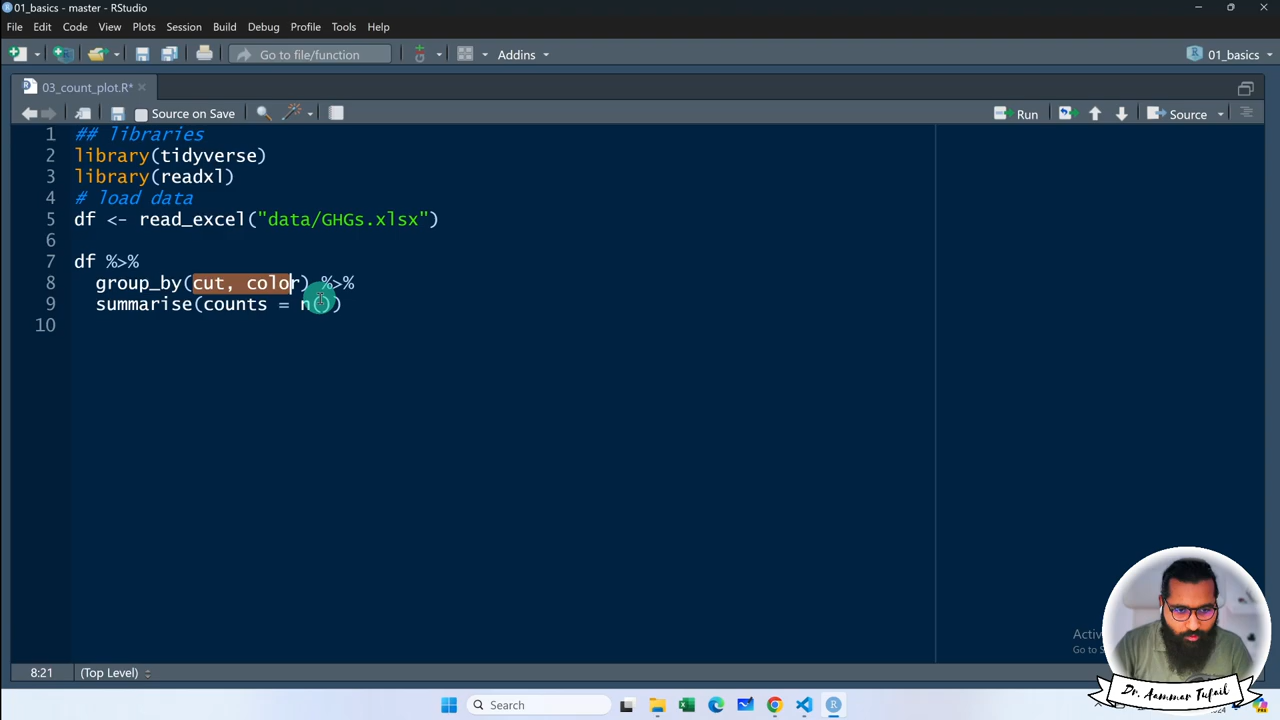 01_basics - master - RStudio
File Edit Code View Plots Session Build Debug Profile Tools Help
Go to file/function Addins 01_basics
03_count_plot.R*
Source on Save Run Source
1 ## libraries
2 library(tidyverse)
3 library(readxl)
4 # load data
5 df <- read_excel("data/GHGs.xlsx")
6
7 df %>%
8 group_by(cut, color) %>%
9 summarise(counts = n())
10
Activ
Go to S
8:21 (Top Level)
Dr. Aammar Tufail
Search